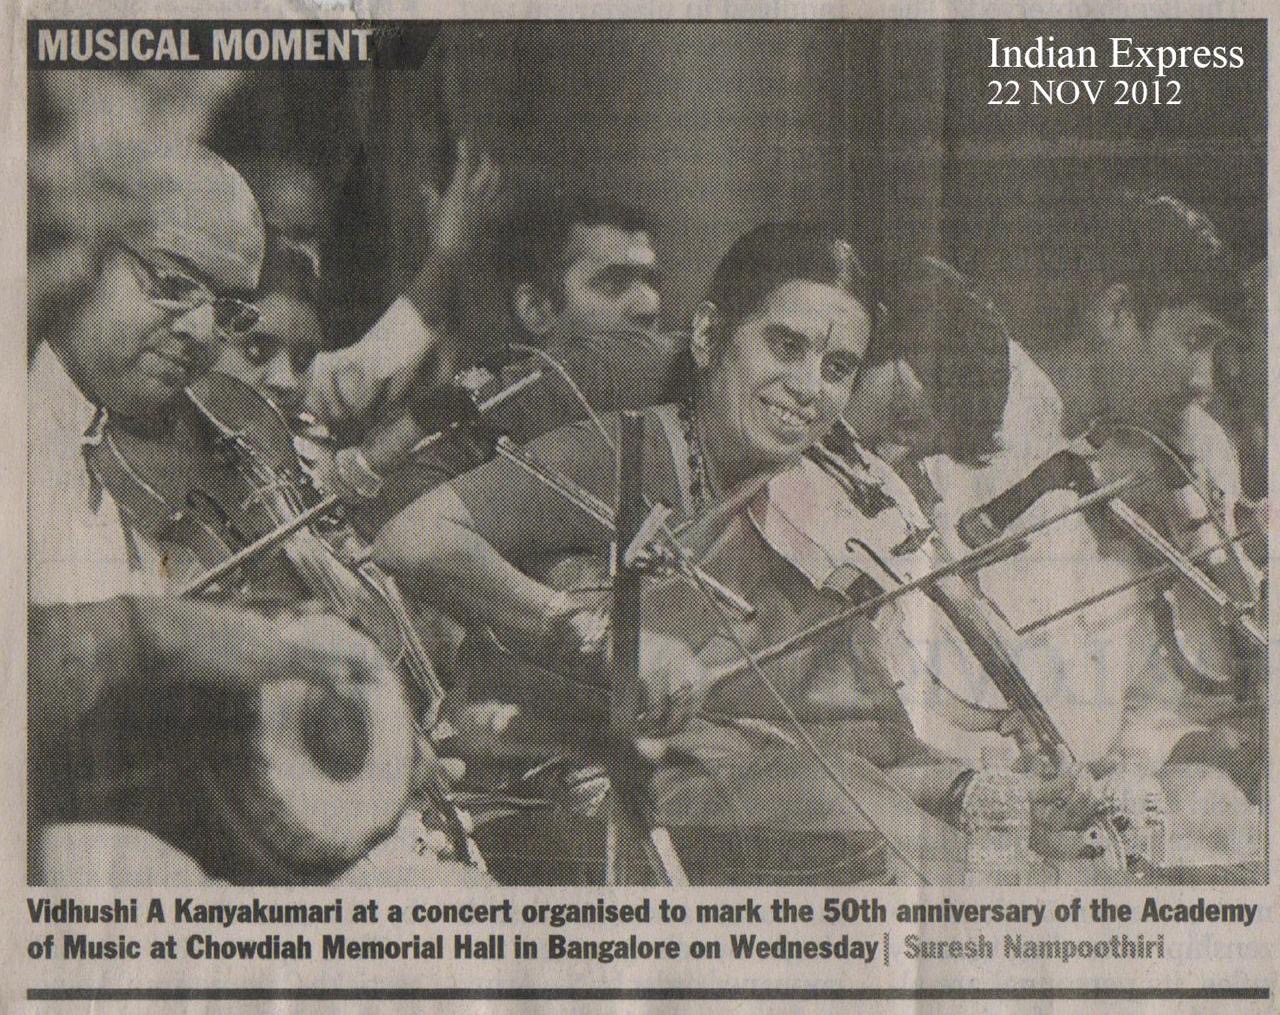 MUSICAL MOMENT
Indian Express
22 NOV 2012
Vidhushi A Kanyakumari at a concert organised to mark the 50th anniversary of the Academy
of Music at Chowdiah Memorial Hall in Bangalore on Wednesday| Suresh Nampoothiri